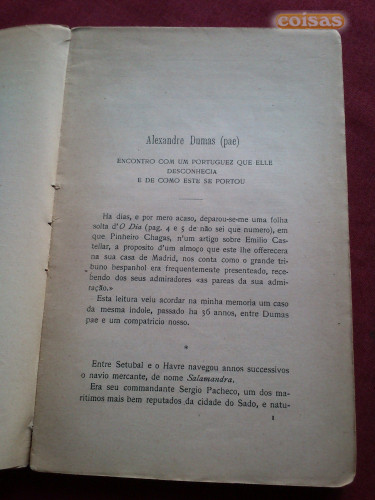 coisas
Alexandre Dumas (pae)
ENCONTRO COM UM PORTUGUEZ QUE ELLE
DESCONHECIA
E DE COMO ESTE SE PORTOU
Ha dias, e por mero acaso, deparou-se-me uma folha
solta d'O Dia (pag. 4 e 5 de não sei que numero), em
que Pinheiro Chagas, n'um artigo sobre Emilio Cas-
tellar, a proposito d'um almoço que este lhe offerecera
na sua casa de Madrid, nos conta como o grande tri-
buno hespanhol era frequentemente presenteado, rece-
bendo dos seus admiradores «as pareas da sua admi-
ração.»
Esta leitura veiu acordar na minha memoria um caso
da mesma indole, passado ha 36 annos, entre Dumas
pae e um compatricio nosso.
*
Entre Setubal e o Havre navegou annos successivos
o navio mercante, de nome Salamandra.
Era seu commandante Sergio Pacheco, um dos ma-
ritimos mais bem reputados da cidade do Sado, e natu-
1